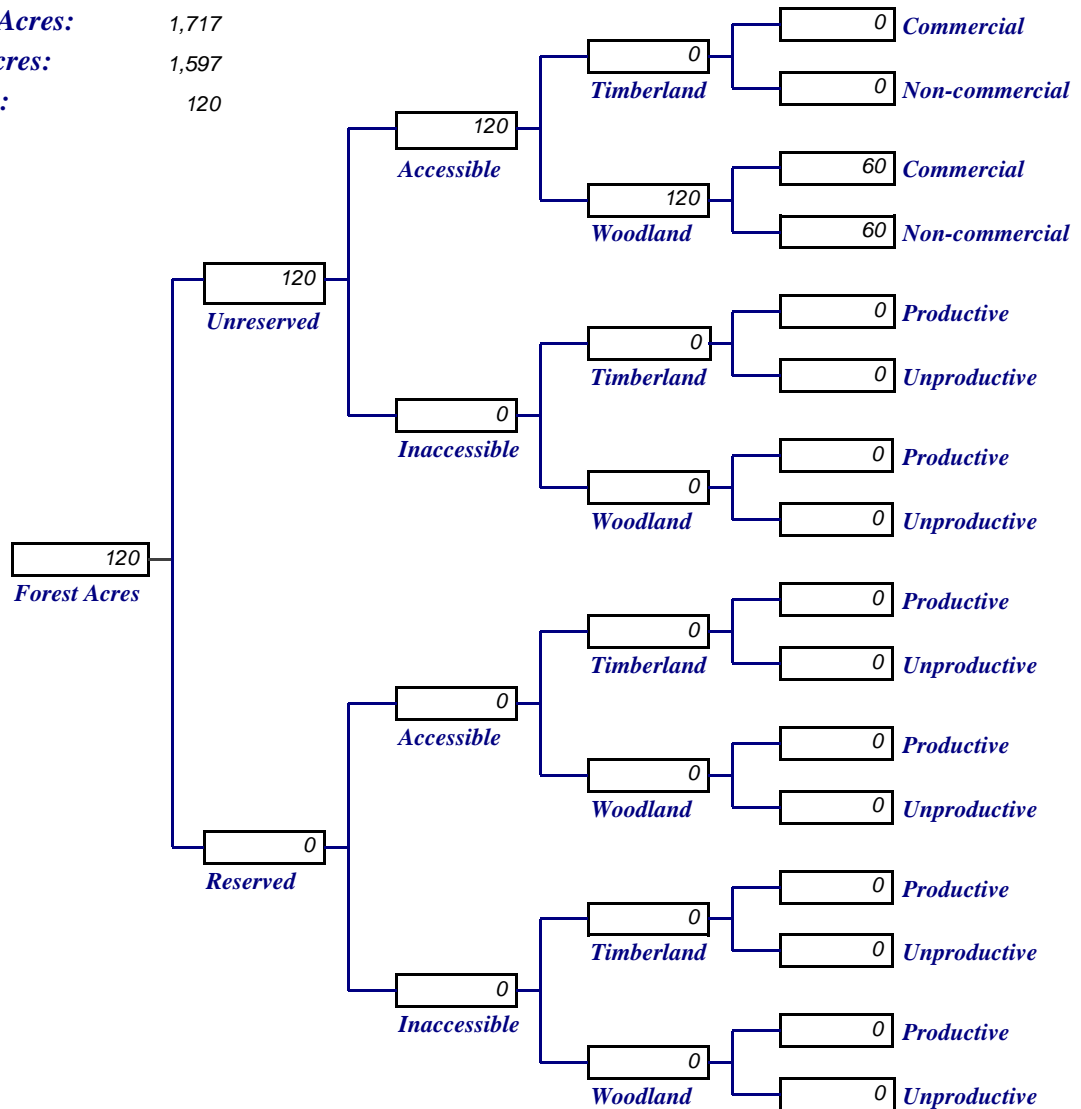 Acres: 1,717
cres: 1,597
: 120
0 Commercial
0 Timberland
0 Non-commercial
120 Accessible
60 Commercial
120 Woodland
60 Non-commercial
120 Unreserved
0 Productive
0 Timberland
0 Unproductive
0 Inaccessible
0 Productive
0 Woodland
0 Unproductive
120 Forest Acres
0 Productive
0 Timberland
0 Unproductive
0 Accessible
0 Productive
0 Woodland
0 Unproductive
0 Reserved
0 Productive
0 Timberland
0 Unproductive
0 Inaccessible
0 Productive
0 Woodland
0 Unproductive